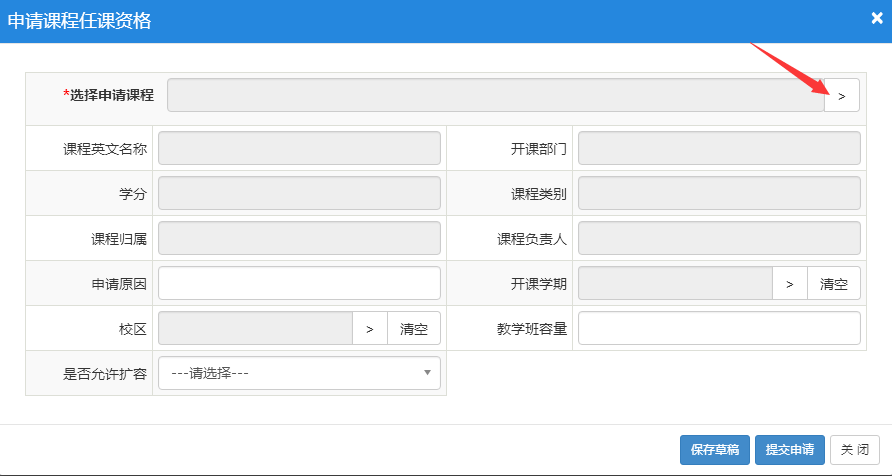 申请课程任课资格 ×
*选择申请课程 >
课程英文名称 开课部门
学分 课程类别
课程归属 课程负责人
申请原因 开课学期 > 清空
校区 > 清空 教学班容量
是否允许扩容 ---请选择---
保存草稿 提交申请 关 闭